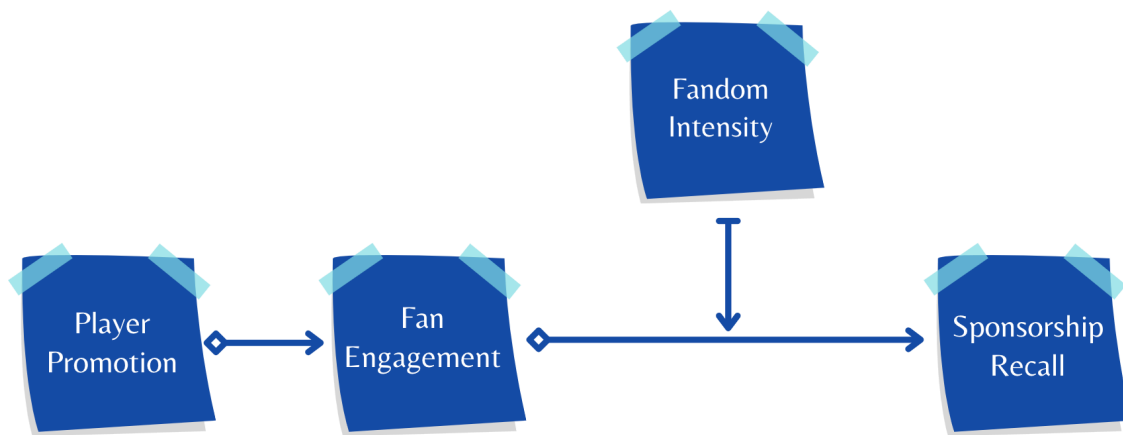 Fandom
Intensity
Player
Promotion
Fan
Engagement
Sponsorship
Recall